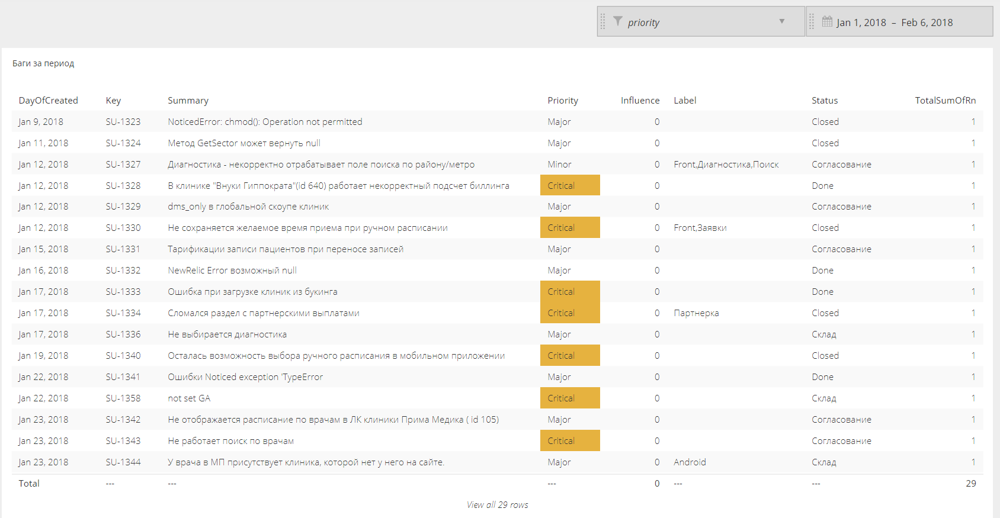 priority ▼ Jan 1, 2018 – Feb 6, 2018
Баги за период
DayOfCreated Key Summary Priority Influence Label Status TotalSumOfRn
Jan 9, 2018 SU-1323 NoticedError: chmod(): Operation not permitted Major 0 Closed 1
Jan 11, 2018 SU-1324 Метод GetSector может вернуть null Major 0 Closed 1
Jan 12, 2018 SU-1327 Диагностика - некорректно отрабатывает поле поиска по району/метро Minor 0 Front,Диагностика,Поиск Согласование 1
Jan 12, 2018 SU-1328 В клинике "Внуки Гиппократа"(id 640) работает некорректный подсчет биллинга Critical 0 Done 1
Jan 12, 2018 SU-1329 dms_only в глобальной скоупе клиник Major 0 Согласование 1
Jan 12, 2018 SU-1330 Не сохраняется желаемое время приема при ручном расписании Critical 0 Front,Заявки Closed 1
Jan 15, 2018 SU-1331 Тарификации записи пациентов при переносе записей Major 0 Согласование 1
Jan 16, 2018 SU-1332 NewRelic Error возможный null Major 0 Done 1
Jan 17, 2018 SU-1333 Ошибка при загрузке клиник из букинга Critical 0 Done 1
Jan 17, 2018 SU-1334 Сломался раздел с партнерскими выплатами Critical 0 Партнерка Closed 1
Jan 17, 2018 SU-1336 Не выбирается диагностика Major 0 Склад 1
Jan 19, 2018 SU-1340 Осталась возможность выбора ручного расписания в мобильном приложении Critical 0 Closed 1
Jan 22, 2018 SU-1341 Ошибки Noticed exception 'TypeError Major 0 Done 1
Jan 22, 2018 SU-1358 not set GA Critical 0 Склад 1
Jan 23, 2018 SU-1342 Не отображается расписание по врачам в ЛК клиники Прима Медика ( id 105) Major 0 Согласование 1
Jan 23, 2018 SU-1343 Не работает поиск по врачам Critical 0 Согласование 1
Jan 23, 2018 SU-1344 У врача в МП присутствует клиника, которой нет у него на сайте. Major 0 Android Склад 1
Total --- --- --- 0 --- --- 29
View all 29 rows